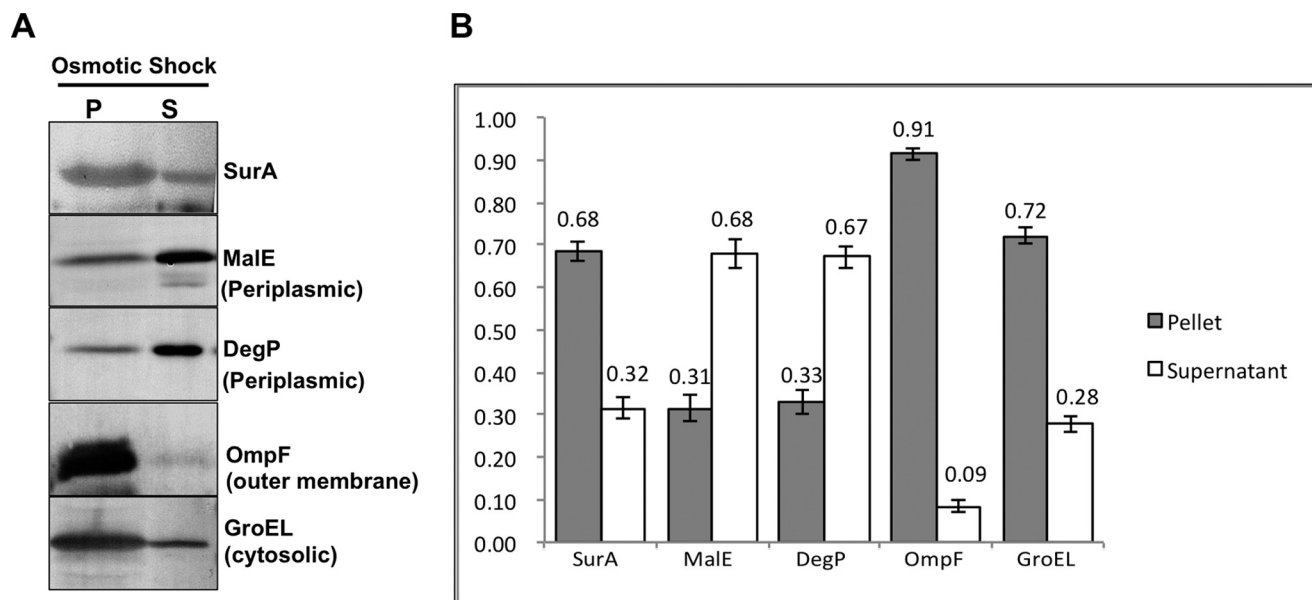 A
Osmotic Shock
P S
SurA
MalE
(Periplasmic)
DegP
(Periplasmic)
OmpF
(outer membrane)
GroEL
(cytosolic)
B
1.00
0.90
0.80
0.70
0.60
0.50
0.40
0.30
0.20
0.10
0.00
0.68
0.32
0.31
0.68
0.33
0.67
0.91
0.09
0.72
0.28
SurA MalE DegP OmpF GroEL
Pellet
Supernatant